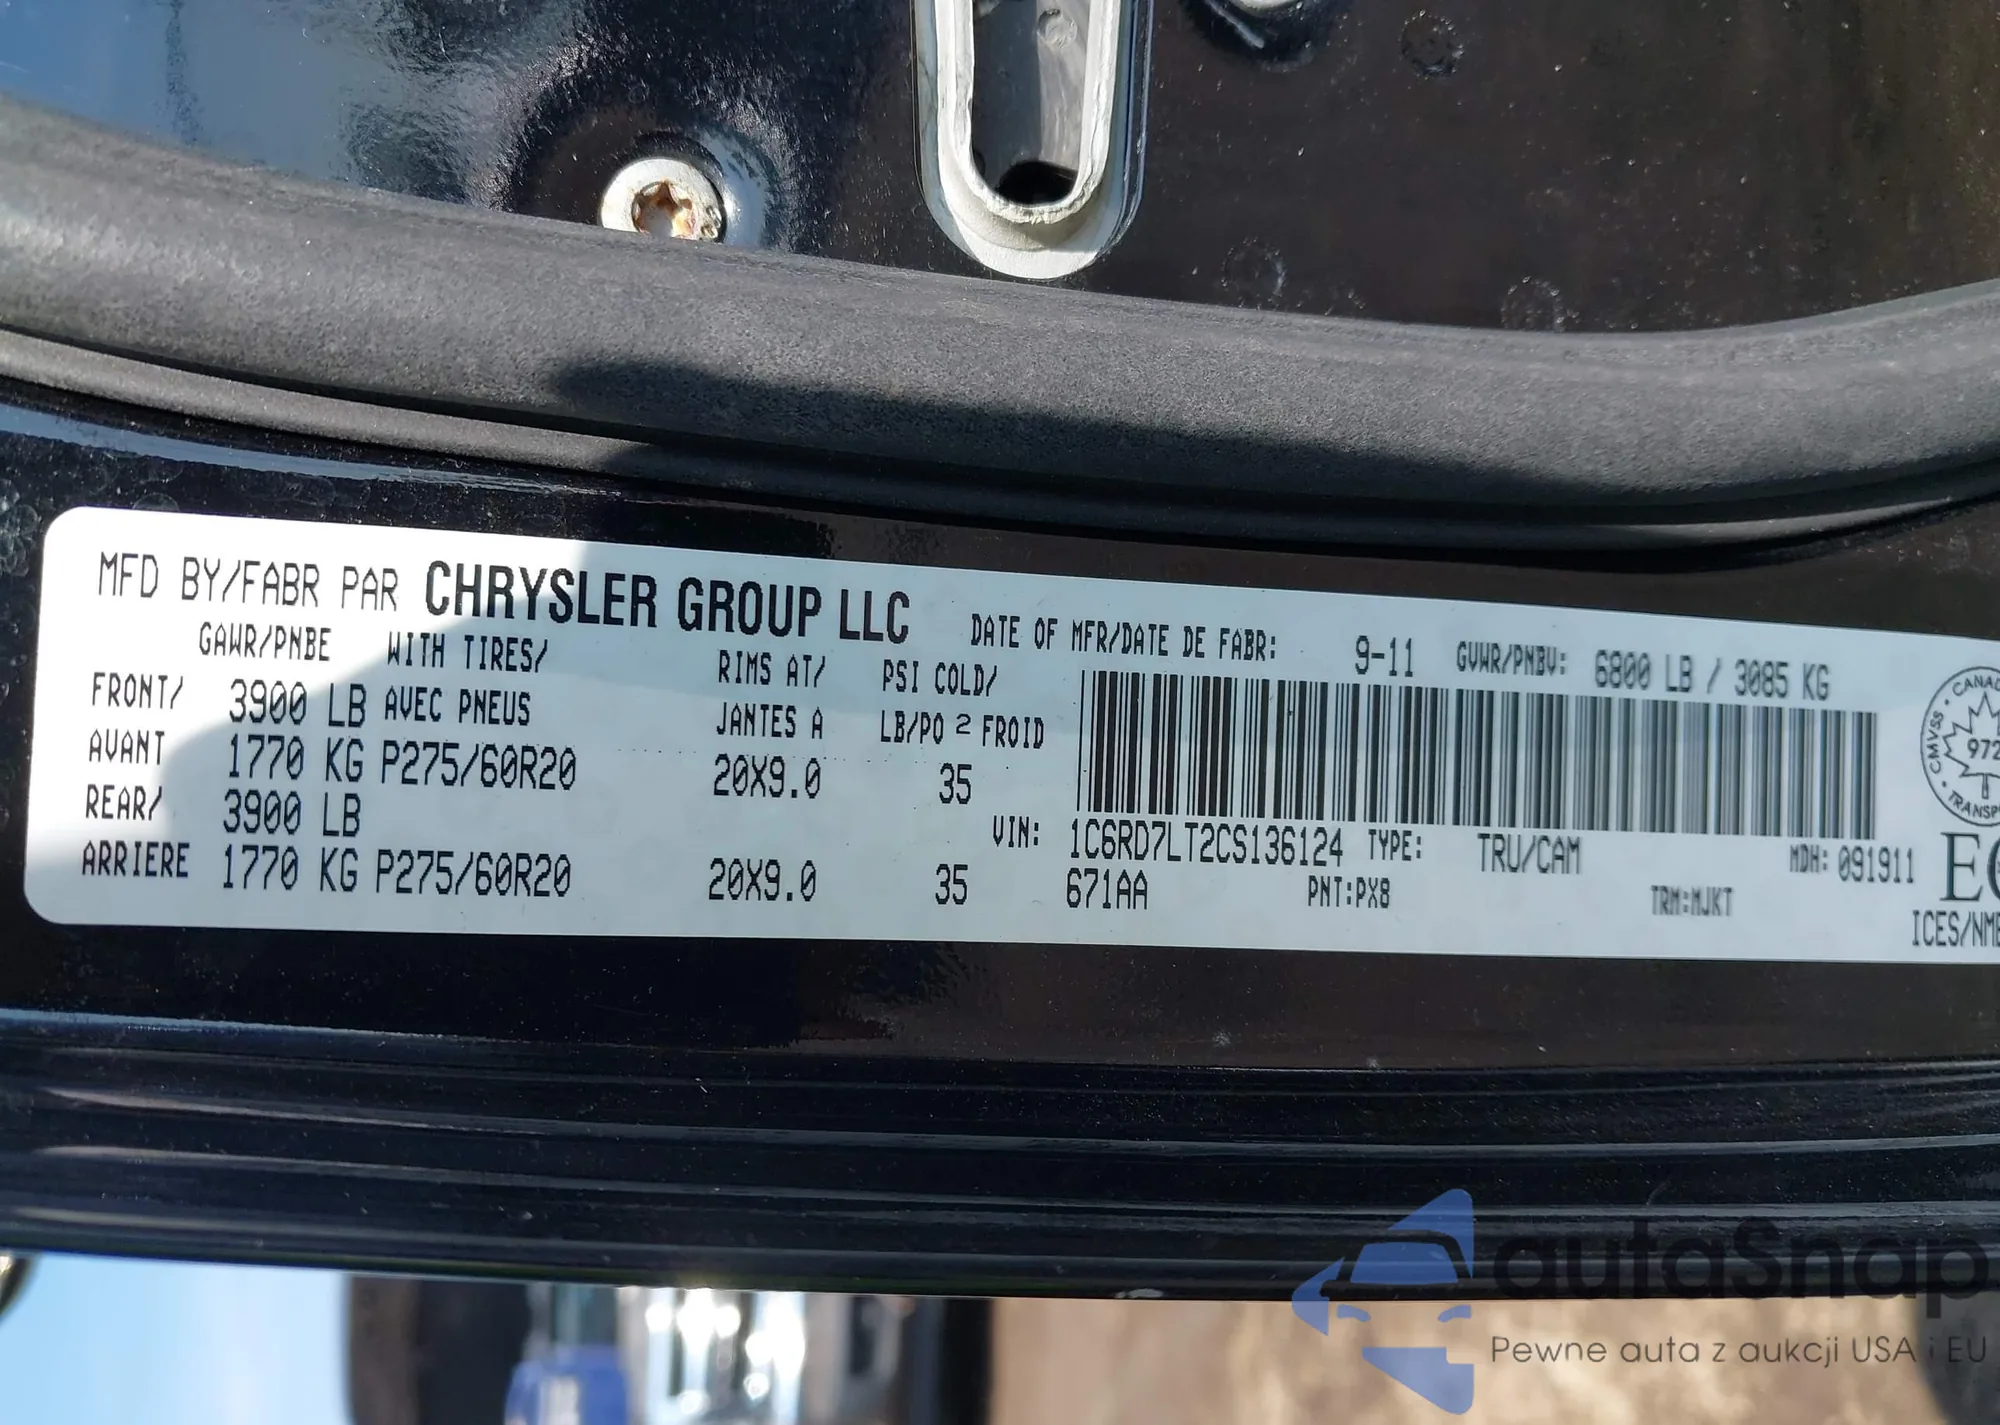 MFD BY/FABR PAR CHRYSLER GROUP LLC DATE OF MFR/DATE DE FABR: 9-11 GVWR/PNBV: 6800 LB / 3085 KG
GAWR/PNBE WITH TIRES/ RIMS AT/ PSI COLD/
FRONT/ 3900 LB AVEC PNEUS JANTES A LB/PO 2 FROID
AVANT 1770 KG P275/60R20 20X9.0 35
REAR/ 3900 LB
ARRIERE 1770 KG P275/60R20 20X9.0 35
VIN: 1C6RD7LT2CS136124 TYPE: TRU/CAM MDH: 091911
671AA PNT:PX8 TRM:MJKT
CMVSS
972
EC
autaSnap
Pewne auta z aukcji USA i EU